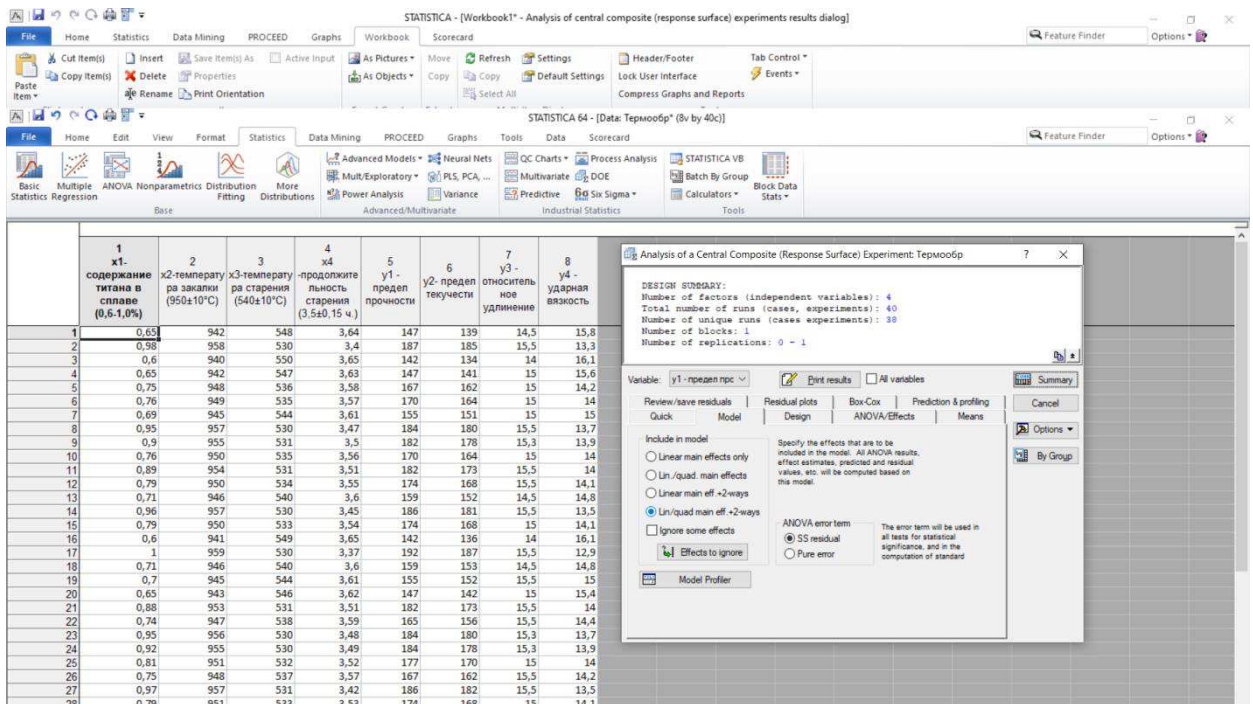 STATISTICA - [Workbook1* - Analysis of central composite (response surface) experiments results dialog]
File Home Statistics Data Mining PROCEED Graphs Workbook Scorecard Feature Finder Options
Cut Item(s) Insert Save Item(s) As Active Input As Pictures Move Refresh Settings Header/Footer Tab Control
Copy Item(s) Delete Properties As Objects Copy Copy Default Settings Lock User Interface Events
Paste Item Rename Print Orientation Select All Compress Graphs and Reports
STATISTICA 64 - [Data: Термообр* (8v by 40c)]
File Home Edit View Format Statistics Data Mining PROCEED Graphs Tools Data Scorecard Feature Finder Options
Basic Statistics Multiple Regression ANOVA Nonparametrics Distribution Fitting More Distributions
Advanced Models Neural Nets QC Charts Process Analysis STATISTICA VB
Mult/Exploratory PLS, PCA, ... Multivariate DOE Batch By Group
Power Analysis Variance Predictive 6σ Six Sigma Calculators
Block Data Stats
Base Advanced/Multivariate Industrial Statistics Tools
1 x1-содержание титана в сплаве (0,6-1,0%)
2 x2-температу ра закалки (950±10°C)
3 x3-температу ра старения (540±10°C)
4 x4 -продолжите льность старения (3,5±0,15 ч.)
5 y1 - предел прочности
6 y2- предел текучести
7 y3 - относитель ное удлинение
8 y4 - ударная вязкость
1 0,65 942 548 3,64 147 139 14,5 15,8
2 0,98 958 530 3,4 187 185 15,5 13,3
3 0,6 940 550 3,65 142 134 14 16,1
4 0,65 942 547 3,63 147 141 15 15,6
5 0,75 948 536 3,58 167 162 15 14,2
6 0,76 949 535 3,57 170 164 15 14
7 0,69 945 544 3,61 155 151 15 15
8 0,95 957 530 3,47 184 180 15,5 13,7
9 0,9 955 531 3,5 182 178 15,3 13,9
10 0,76 950 535 3,56 170 164 15 14
11 0,89 954 531 3,51 182 173 15,5 14
12 0,79 950 534 3,55 174 168 15,5 14,1
13 0,71 946 540 3,6 159 152 14,5 14,8
14 0,96 957 530 3,45 186 181 15,5 13,5
15 0,79 950 533 3,54 174 168 15 14,1
16 0,6 941 549 3,65 142 136 14 16,1
17 1 959 530 3,37 192 187 15,5 12,9
18 0,71 946 540 3,6 159 153 14,5 14,8
19 0,7 945 544 3,61 155 152 15,5 15
20 0,65 943 546 3,62 147 142 15 15,4
21 0,88 953 531 3,51 182 173 15,5 14
22 0,74 947 538 3,59 165 156 15,5 14,4
23 0,95 956 530 3,48 184 180 15,3 13,7
24 0,92 955 530 3,49 184 178 15,3 13,9
25 0,81 951 532 3,52 177 170 15 14
26 0,75 948 537 3,57 167 162 15,5 14,2
27 0,97 957 531 3,42 186 182 15,5 13,5
28 0,79 951 533 3,53 174 168 15 14,1
Analysis of a Central Composite (Response Surface) Experiment: Термообр ? ×
DESIGN SUMMARY:
Number of factors (independent variables): 4
Total number of runs (cases, experiments): 40
Number of unique runs (cases, experiments): 38
Number of blocks: 1
Number of replications: 0 - 1
Variable: y1 - предел прс Print results All variables Summary
Review/save residuals Residual plots Box-Cox Prediction & profiling Cancel
Quick Model Design ANOVA/Effects Means
Options
By Group
Include in model
Linear main effects only
Lin./quad. main effects
Linear main eff.+2-ways
Lin/quad main eff.+2-ways
Ignore some effects
Effects to ignore
Model Profiler
Specify the effects that are to be
included in the model. All ANOVA results,
effect estimates, predicted and residual
values, etc. will be computed based on
this model.
ANOVA error term
SS residual
Pure error
The error term will be used in
all tests for statistical
significance, and in the
computation of standard